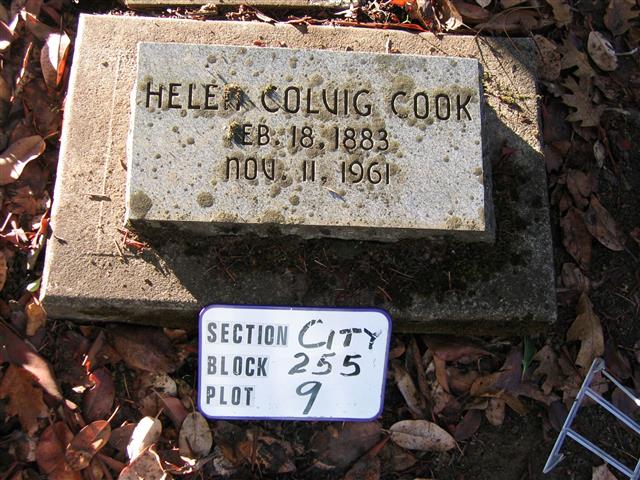 HELEN COLVIG COOK
FEB. 18, 1883
NOV. 11, 1961
SECTION CITY
BLOCK 255
PLOT 9